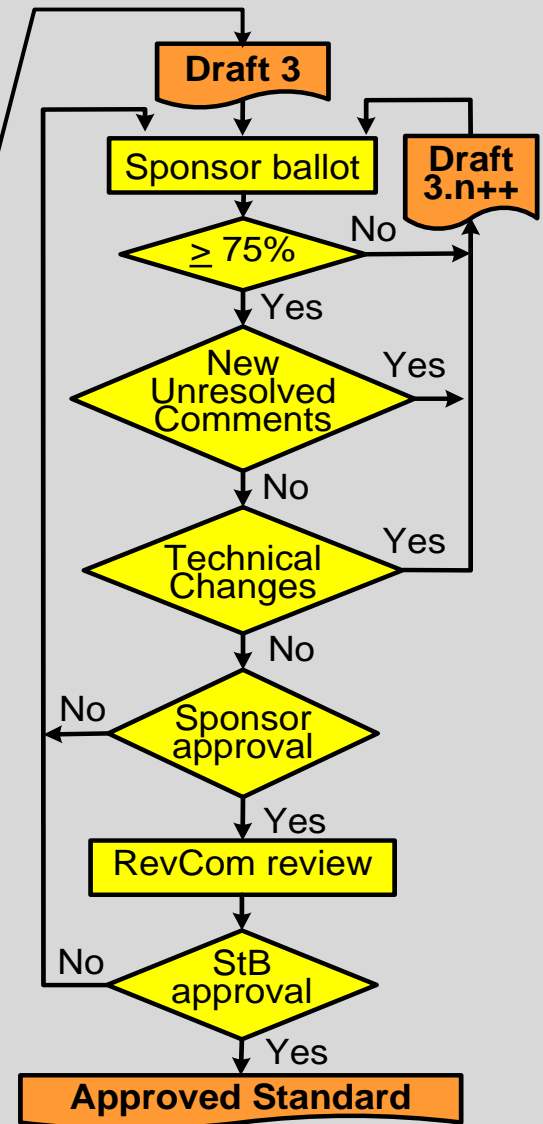 Draft 3
Sponsor ballot
Draft
3.n++
≥ 75%
No
Yes
New
Unresolved
Comments
Yes
No
Technical
Changes
Yes
No
No
Sponsor
approval
Yes
RevCom review
No
StB
approval
Yes
Approved Standard